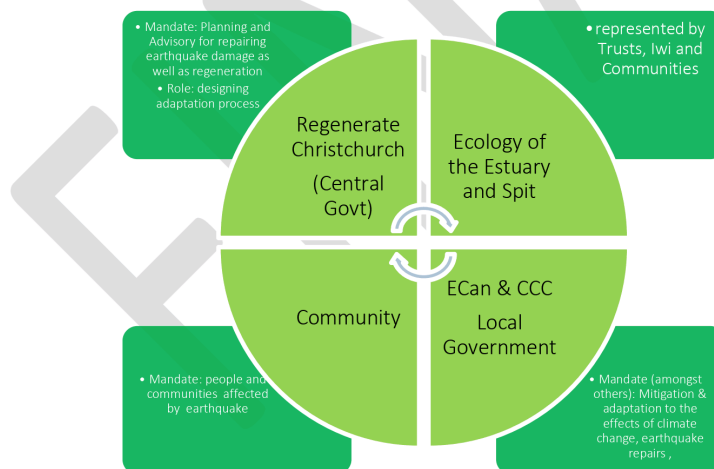 • Mandate: Planning and
Advisory for repairing
earthquake damage as
well as regeneration
• Role: designing
adaptation process
• represented by
Trusts, Iwi and
Communities
Regenerate
Christchurch
(Central
Govt)
Ecology of
the Estuary
and Spit
Community
ECan & CCC
Local
Government
• Mandate: people and
communities affected
by earthquake
• Mandate (amongst
others): Mitigation &
adaptation to the
effects of climate
change, earthquake
repairs ,